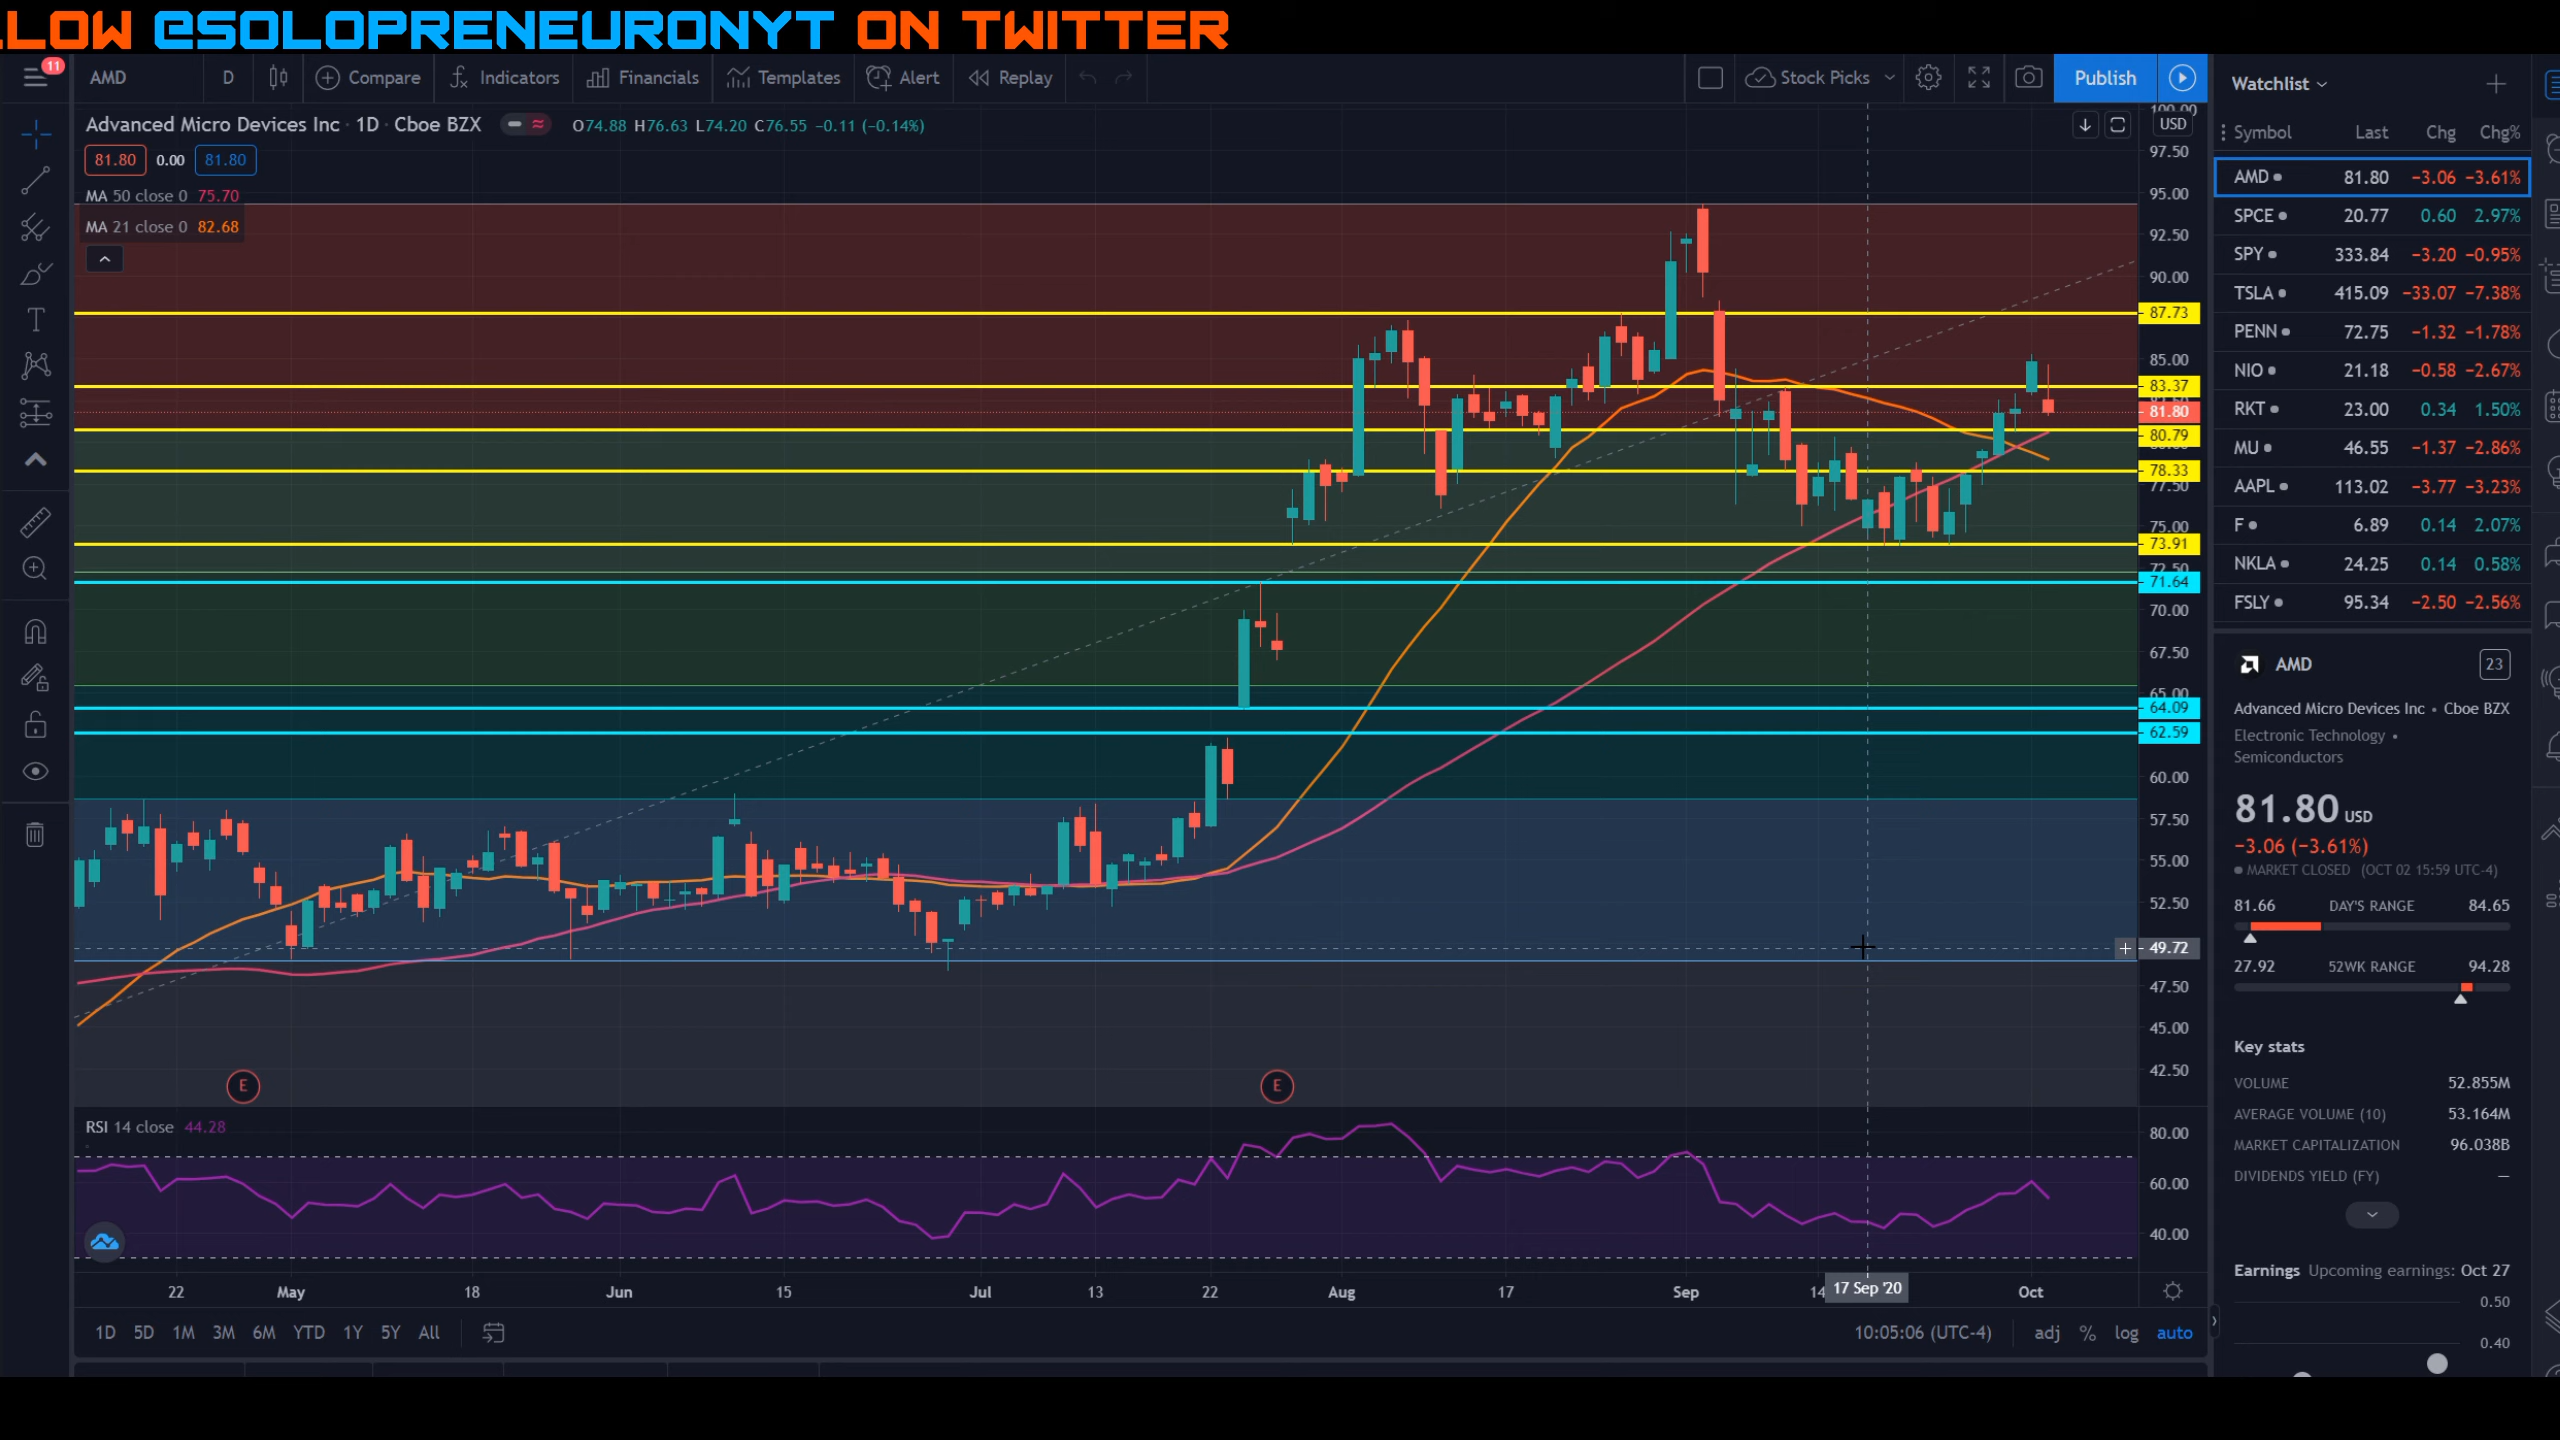 LLOW @SOLOPRENEURONYT ON TWITTER
11
AMD D Compare Indicators Financials Templates Alert Replay Stock Picks Publish
Advanced Micro Devices Inc · 1D · Cboe BZX O74.88 H76.63 L74.20 C76.55 −0.11 (−0.14%)
81.80 0.00 81.80
MA 50 close 0 75.70
MA 21 close 0 82.68
100.00
USD
97.50
95.00
92.50
90.00
87.73
85.00
83.37
81.80
80.79
78.33
77.50
75.00
73.91
72.50
71.64
70.00
67.50
65.00
64.09
62.59
60.00
57.50
55.00
52.50
49.72
47.50
45.00
42.50
E E
RSI 14 close 44.28
80.00
60.00
40.00
22 May 18 Jun 15 Jul 13 22 Aug 17 Sep 14 17 Sep '20 Oct
1D 5D 1M 3M 6M YTD 1Y 5Y All 10:05:06 (UTC-4) adj % log auto
Watchlist
Symbol Last Chg Chg%
AMD 81.80 −3.06 −3.61%
SPCE 20.77 0.60 2.97%
SPY 333.84 −3.20 −0.95%
TSLA 415.09 −33.07 −7.38%
PENN 72.75 −1.32 −1.78%
NIO 21.18 −0.58 −2.67%
RKT 23.00 0.34 1.50%
MU 46.55 −1.37 −2.86%
AAPL 113.02 −3.77 −3.23%
F 6.89 0.14 2.07%
NKLA 24.25 0.14 0.58%
FSLY 95.34 −2.50 −2.56%
AMD 23
Advanced Micro Devices Inc • Cboe BZX
Electronic Technology •
Semiconductors
81.80 USD
−3.06 (−3.61%)
MARKET CLOSED (OCT 02 15:59 UTC-4)
81.66 DAY'S RANGE 84.65
27.92 52WK RANGE 94.28
Key stats
VOLUME 52.855M
AVERAGE VOLUME (10) 53.164M
MARKET CAPITALIZATION 96.038B
DIVIDENDS YIELD (FY) —
Earnings Upcoming earnings: Oct 27
0.50
0.40